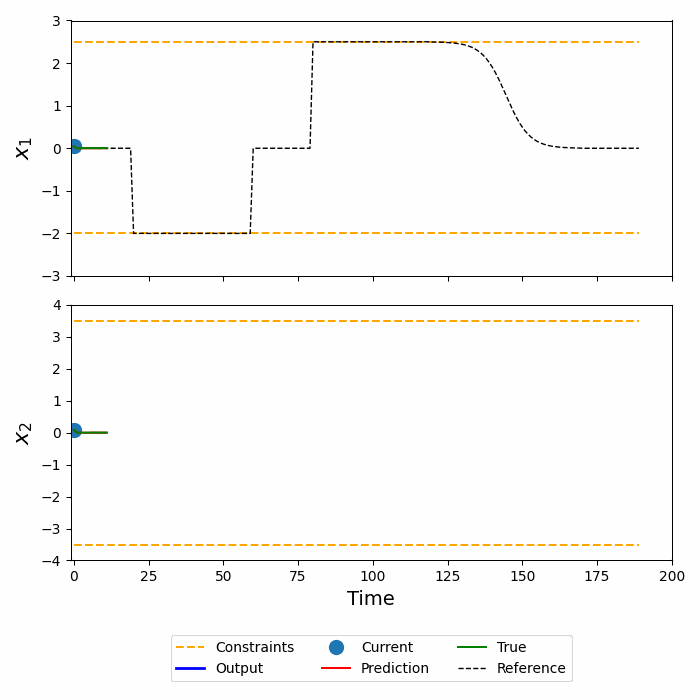 3
2
1
0
−1
−2
−3
x₁
4
3
2
1
0
−1
−2
−3
−4
x₂
0 25 50 75 100 125 150 175 200
Time
Constraints Current True
Output Prediction Reference